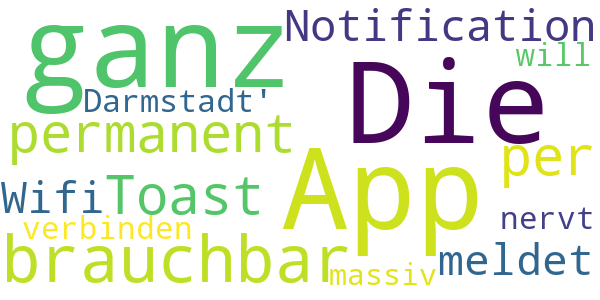 ganz
Notification
will
Die
Darmstadt'
permanent
per
App
Wifi
Toast
nervt
verbinden
brauchbar
meldet
massiv